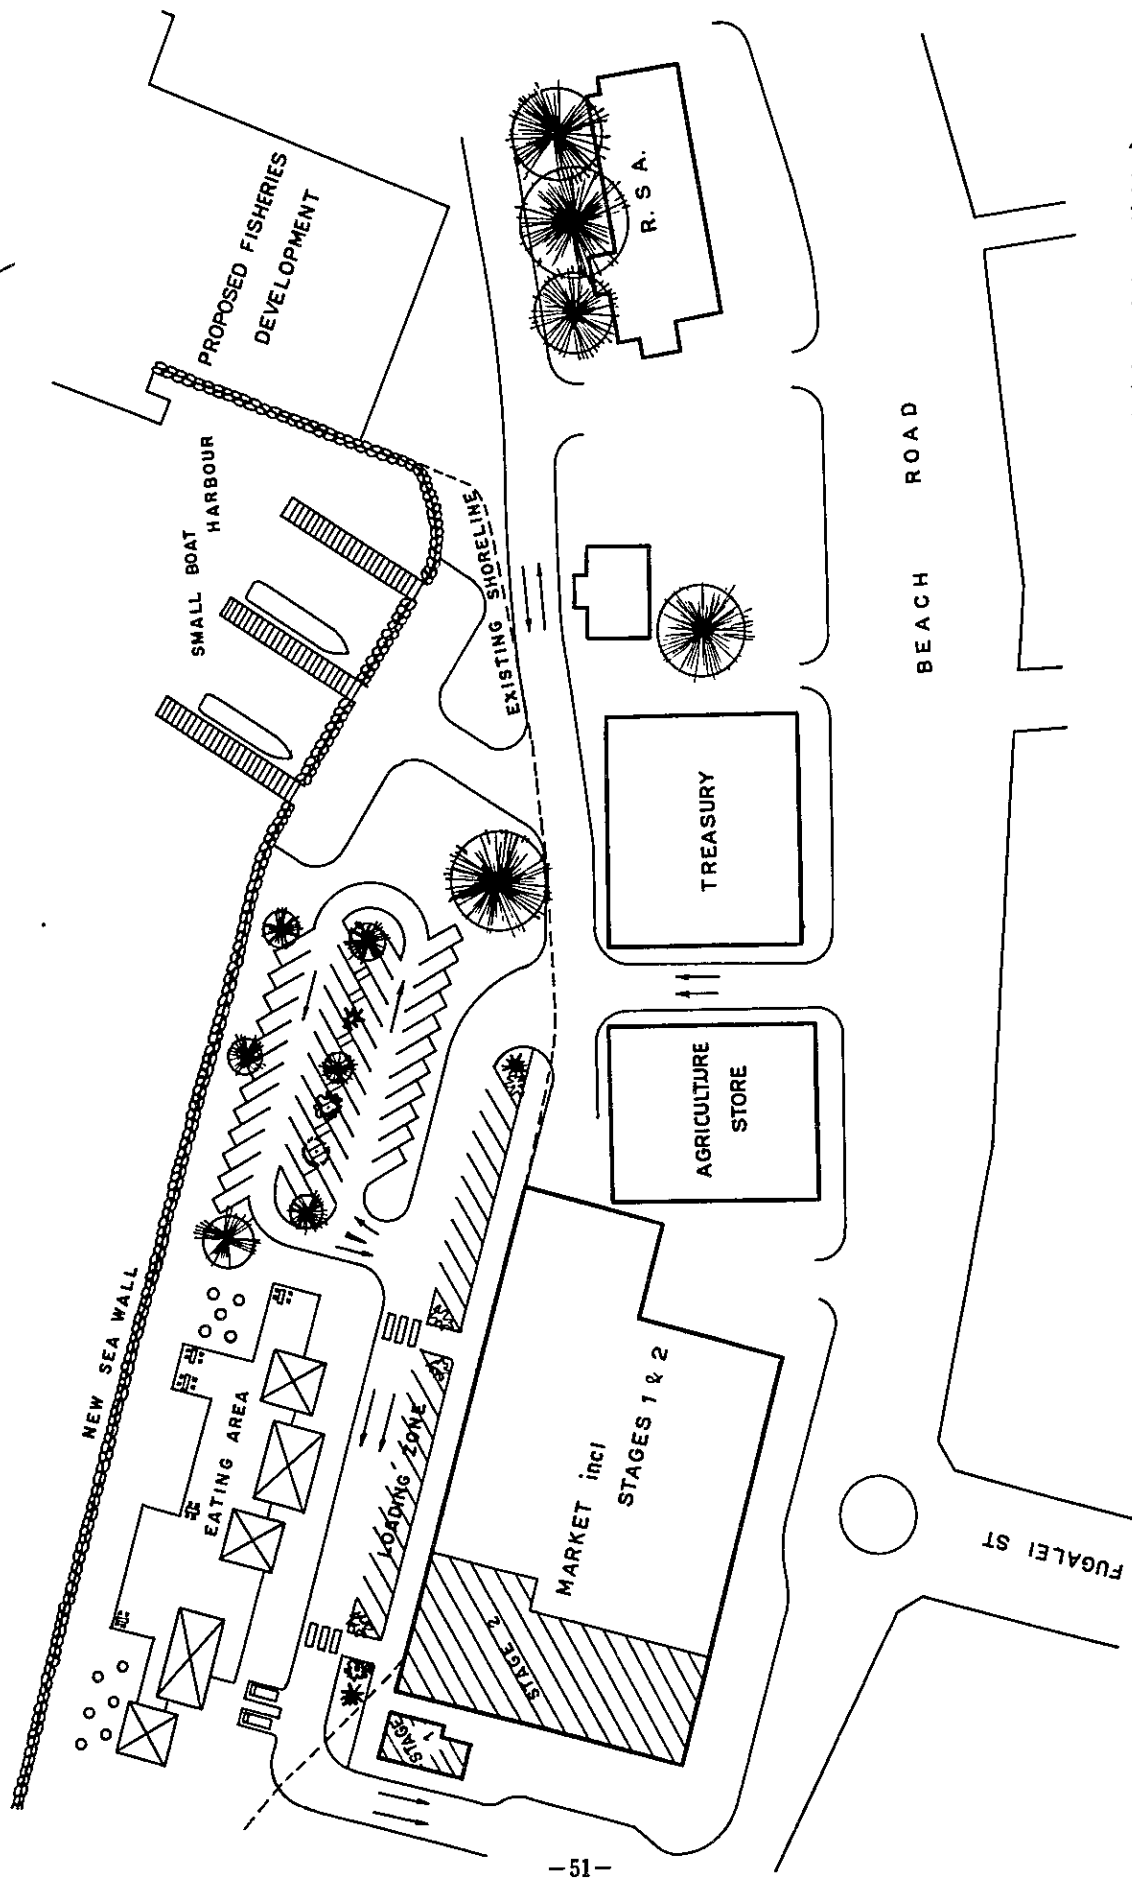 PROPOSED FISHERIES
DEVELOPMENT
SMALL BOAT
HARBOUR
EXISTING SHORELINE
R. S A.
BEACH ROAD
TREASURY
AGRICULTURE
STORE
NEW SEA WALL
EATING AREA
LOADING ZONE
MARKET incl
STAGES 1 & 2
STAGE 2
STAGE
1
FUGALEI ST
—51—